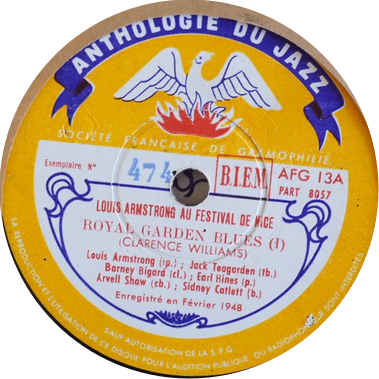 ANTHOLOGIE DU JAZZ
SOCIÉTÉ FRANÇAISE DE GRAMOPHILIE
Exemplaire N° 474
B.I.E.M
AFG 13A
PART 8057
LOUIS ARMSTRONG AU FESTIVAL DE NICE
ROYAL GARDEN BLUES (I)
(CLARENCE WILLIAMS)
Louis Armstrong (tp.) ; Jack Teagarden (tb.)
Barney Bigard (cl.) ; Earl Hines (p.)
Arvell Shaw (cb.) ; Sidney Catlett (b.)
Enregistré en Février 1948
SAUF AUTORISATION DE LA S F G
LA REPRODUCTION ET L'UTILISATION DE CE DISQUE POUR L'AUDITION PUBLIQUE OU RADIOPHONIQUE SONT INTERDITES